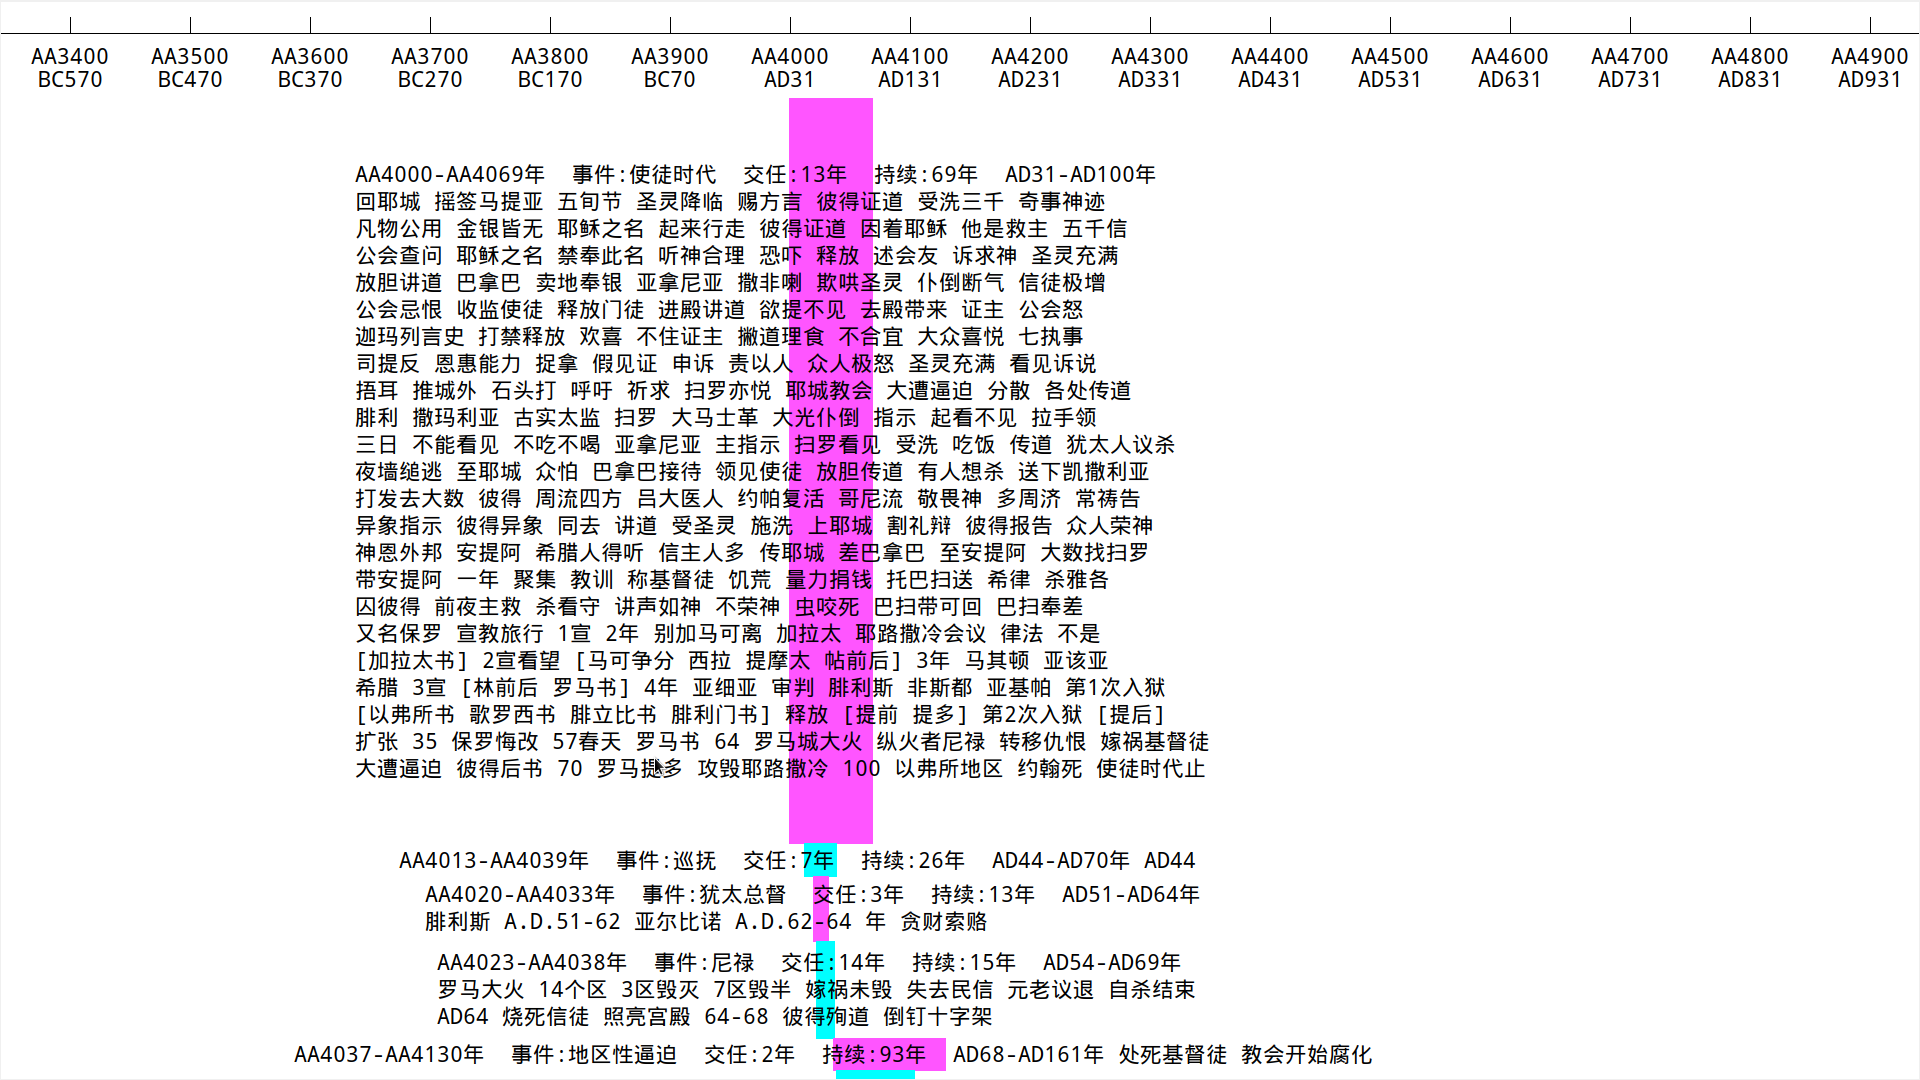 AA3400 AA3500 AA3600 AA3700 AA3800 AA3900 AA4000 AA4100 AA4200 AA4300 AA4400 AA4500 AA4600 AA4700 AA4800 AA4900
BC570 BC470 BC370 BC270 BC170 BC70 AD31 AD131 AD231 AD331 AD431 AD531 AD631 AD731 AD831 AD931
AA4000-AA4069年 事件:使徒时代 交任:13年 持续:69年 AD31-AD100年
回耶城 摇签马提亚 五旬节 圣灵降临 赐方言 彼得证道 受洗三千 奇事神迹
凡物公用 金银皆无 耶稣之名 起来行走 彼得证道 因着耶稣 他是救主 五千信
公会查问 耶稣之名 禁奉此名 听神合理 恐吓 释放 述会友 诉求神 圣灵充满
放胆讲道 巴拿巴 卖地奉银 亚拿尼亚 撒非喇 欺哄圣灵 仆倒断气 信徒极增
公会忌恨 收监使徒 释放门徒 进殿讲道 欲提不见 去殿带来 证主 公会怒
迦玛列言史 打禁释放 欢喜 不住证主 撇道理食 不合宜 大众喜悦 七执事
司提反 恩惠能力 捉拿 假见证 申诉 责以人 众人极怒 圣灵充满 看见诉说
捂耳 推城外 石头打 呼吁 祈求 扫罗亦悦 耶城教会 大遭逼迫 分散 各处传道
腓利 撒玛利亚 古实太监 扫罗 大马士革 大光仆倒 指示 起看不见 拉手领
三日 不能看见 不吃不喝 亚拿尼亚 主指示 扫罗看见 受洗 吃饭 传道 犹太人议杀
夜墙缒逃 至耶城 众怕 巴拿巴接待 领见使徒 放胆传道 有人想杀 送下凯撒利亚
打发去大数 彼得 周流四方 吕大医人 约帕复活 哥尼流 敬畏神 多周济 常祷告
异象指示 彼得异象 同去 讲道 受圣灵 施洗 上耶城 割礼辩 彼得报告 众人荣神
神恩外邦 安提阿 希腊人得听 信主人多 传耶城 差巴拿巴 至安提阿 大数找扫罗
带安提阿 一年 聚集 教训 称基督徒 饥荒 量力捐钱 托巴扫送 希律 杀雅各
囚彼得 前夜主救 杀看守 讲声如神 不荣神 虫咬死 巴扫带可回 巴扫奉差
又名保罗 宣教旅行 1宣 2年 别加马可离 加拉太 耶路撒冷会议 律法 不是
[加拉太书] 2宣看望 [马可争分 西拉 提摩太 帖前后] 3年 马其顿 亚该亚
希腊 3宣 [林前后 罗马书] 4年 亚细亚 审判 腓利斯 非斯都 亚基帕 第1次入狱
[以弗所书 歌罗西书 腓立比书 腓利门书] 释放 [提前 提多] 第2次入狱 [提后]
扩张 35 保罗悔改 57春天 罗马书 64 罗马城大火 纵火者尼禄 转移仇恨 嫁祸基督徒
大遭逼迫 彼得后书 70 罗马提多 攻毁耶路撒冷 100 以弗所地区 约翰死 使徒时代止
AA4013-AA4039年 事件:巡抚 交任:7年 持续:26年 AD44-AD70年 AD44
AA4020-AA4033年 事件:犹太总督 交任:3年 持续:13年 AD51-AD64年
腓利斯 A.D.51-62 亚尔比诺 A.D.62-64 年 贪财索赂
AA4023-AA4038年 事件:尼禄 交任:14年 持续:15年 AD54-AD69年
罗马大火 14个区 3区毁灭 7区毁半 嫁祸未毁 失去民信 元老议退 自杀结束
AD64 烧死信徒 照亮宫殿 64-68 彼得殉道 倒钉十字架
AA4037-AA4130年 事件:地区性逼迫 交任:2年 持续:93年 AD68-AD161年 处死基督徒 教会开始腐化